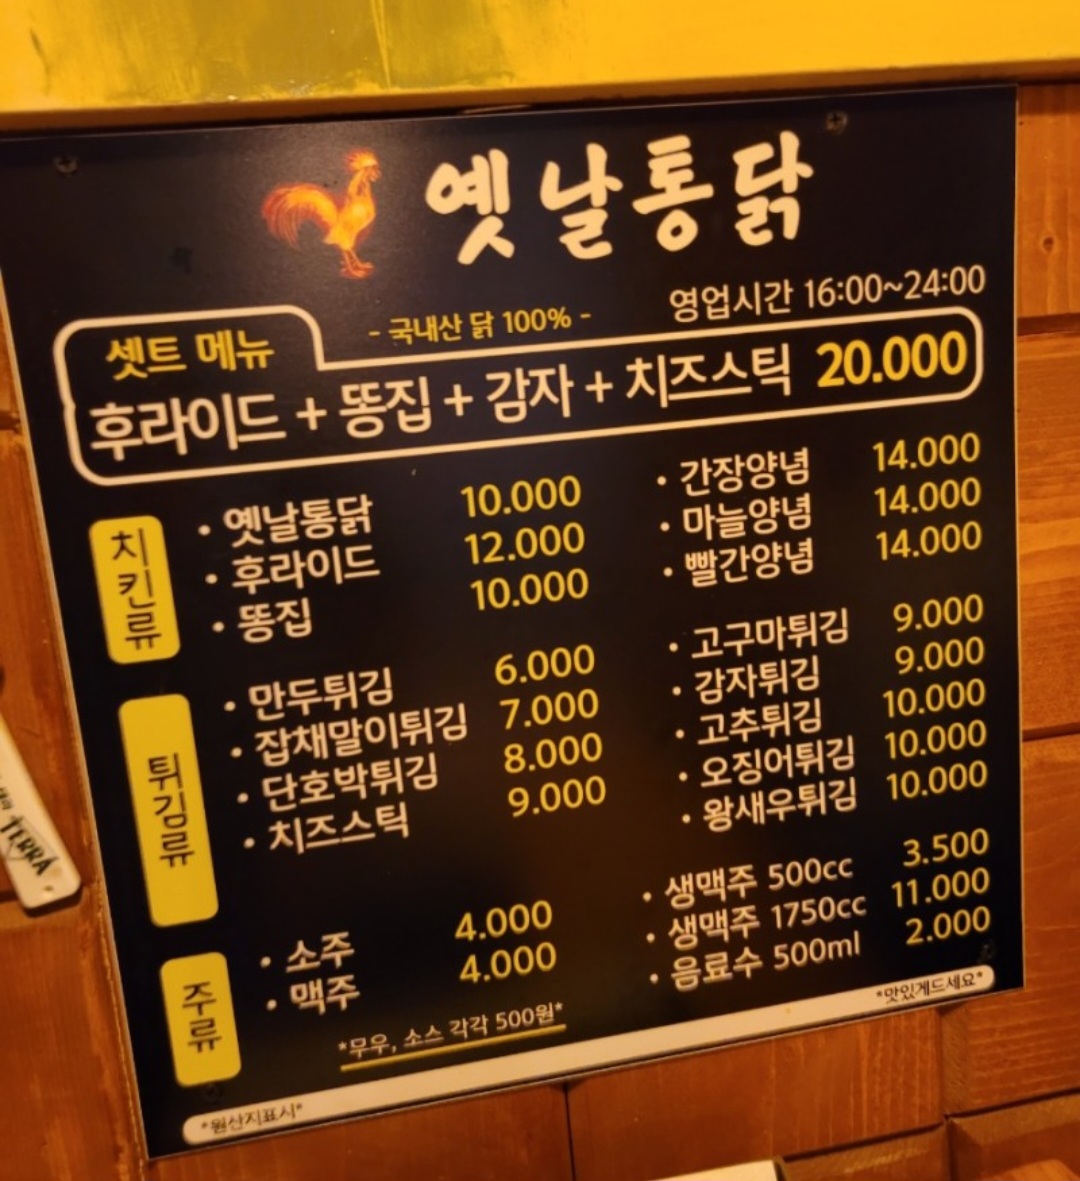 옛날통닭
영업시간 16:00~24:00
- 국내산 닭 100% -
셋트 메뉴
후라이드 + 똥집 + 감자 + 치즈스틱 20.000
치킨류
· 옛날통닭 10.000
· 후라이드 12.000
· 똥집 10.000
· 간장양념 14.000
· 마늘양념 14.000
· 빨간양념 14.000
튀김류
· 만두튀김 6.000
· 잡채말이튀김 7.000
· 단호박튀김 8.000
· 치즈스틱 9.000
· 고구마튀김 9.000
· 감자튀김 9.000
· 고추튀김 10.000
· 오징어튀김 10.000
· 왕새우튀김 10.000
주류
· 소주 4.000
· 맥주 4.000
· 생맥주 500cc 3.500
· 생맥주 1750cc 11.000
· 음료수 500ml 2.000
*무우, 소스 각각 500원*
*맛있게드세요*
*원산지표시*
TERRA